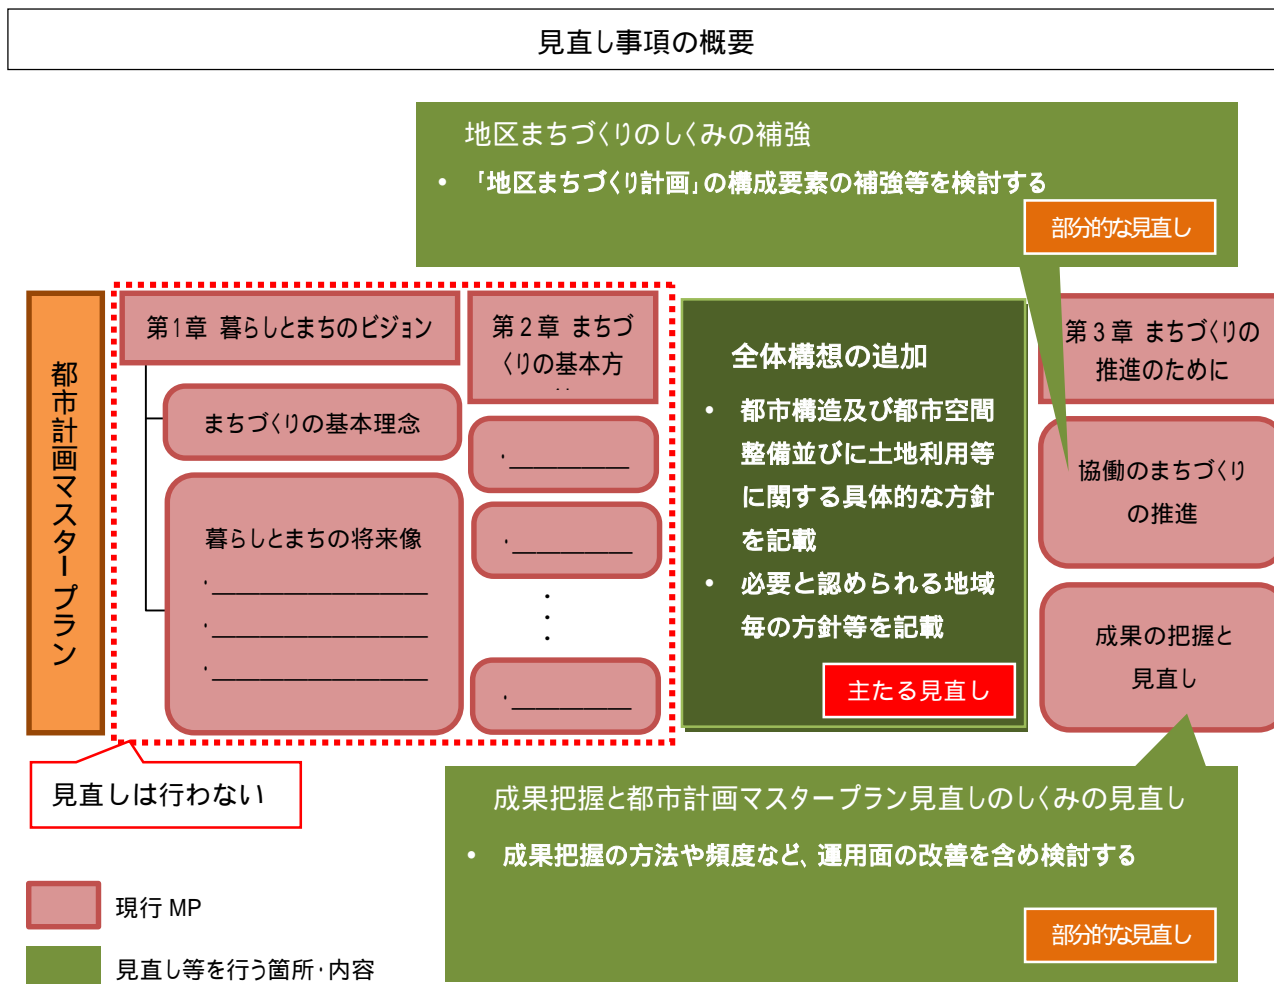 見直し事項の概要
地区まちづくりのしくみの補強
• 「地区まちづくり計画」の構成要素の補強等を検討する
部分的な見直し
都市計画マスタープラン
第1章 暮らしとまちのビジョン
まちづくりの基本理念
暮らしとまちの将来像
・__________________
・__________________
・__________________
第2章 まちづ
くりの基本方
・__________
・__________
・
・
・
・__________
全体構想の追加
• 都市構造及び都市空間
整備並びに土地利用等
に関する具体的な方針
を記載
• 必要と認められる地域
毎の方針等を記載
主たる見直し
第3章 まちづくりの
推進のために
協働のまちづくり
の推進
成果の把握と
見直し
見直しは行わない
成果把握と都市計画マスタープラン見直しのしくみの見直し
• 成果把握の方法や頻度など、運用面の改善を含め検討する
部分的な見直し
現行 MP
見直し等を行う箇所・内容